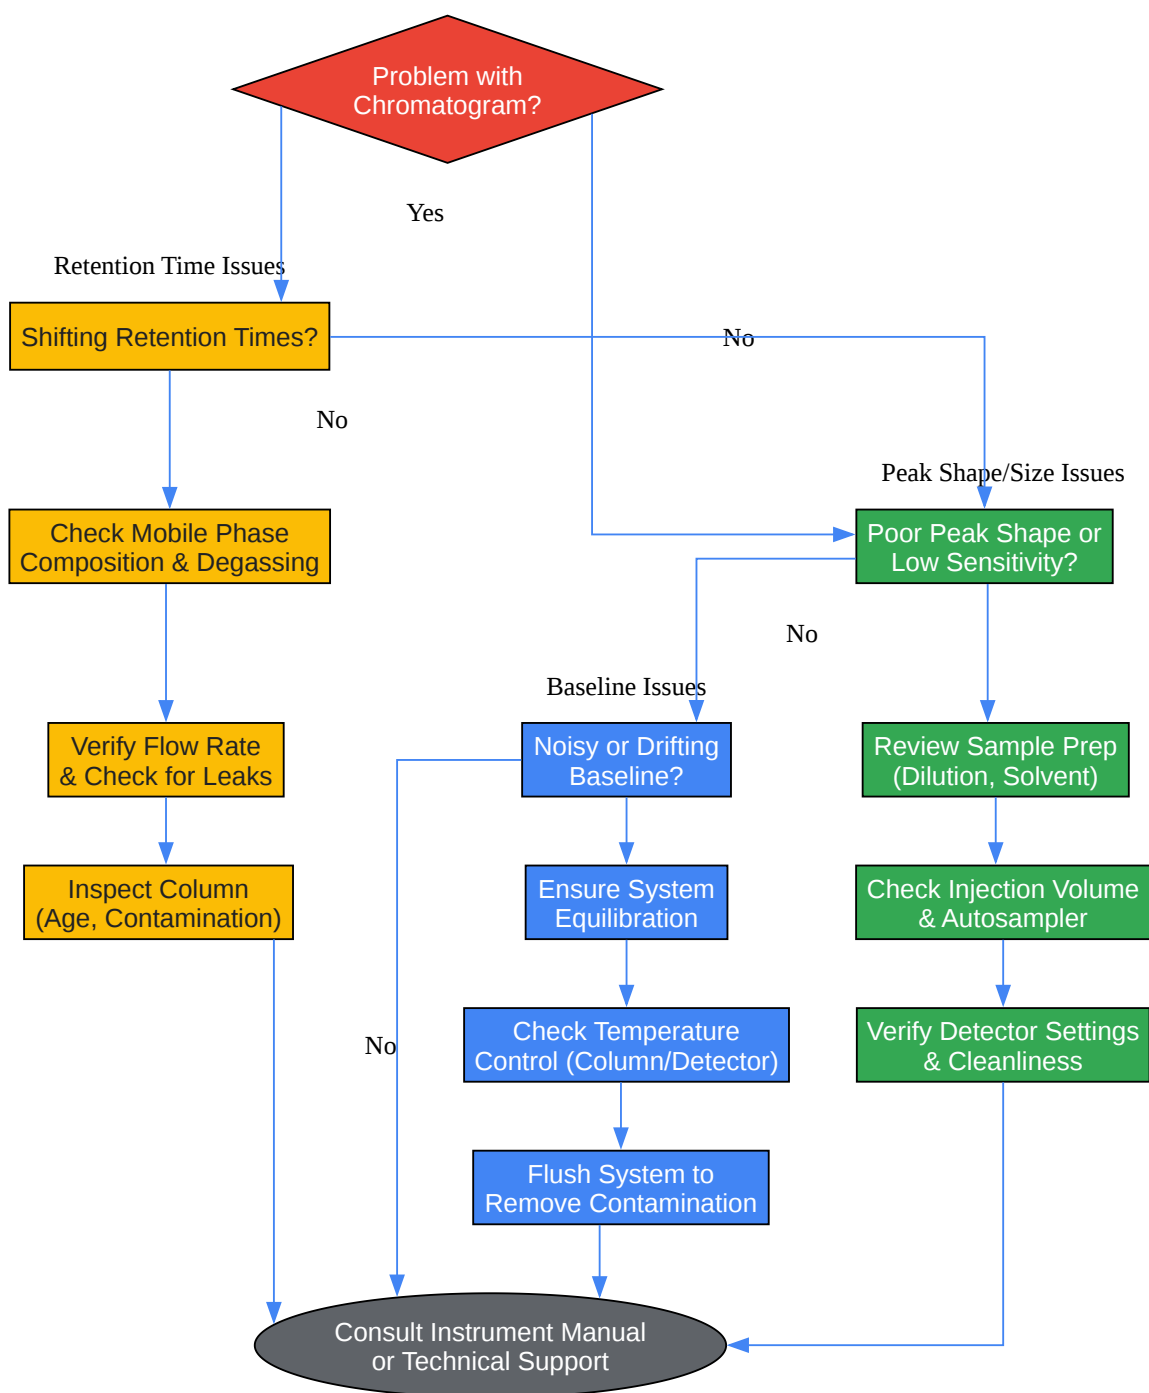 Problem with
Chromatogram?
Yes
Retention Time Issues
Shifting Retention Times?
No
No
Peak Shape/Size Issues
Check Mobile Phase
Composition & Degassing
Poor Peak Shape or
Low Sensitivity?
No
Baseline Issues
Verify Flow Rate
& Check for Leaks
Noisy or Drifting
Baseline?
Review Sample Prep
(Dilution, Solvent)
Inspect Column
(Age, Contamination)
Ensure System
Equilibration
Check Injection Volume
& Autosampler
No
Check Temperature
Control (Column/Detector)
Verify Detector Settings
& Cleanliness
Flush System to
Remove Contamination
Consult Instrument Manual
or Technical Support